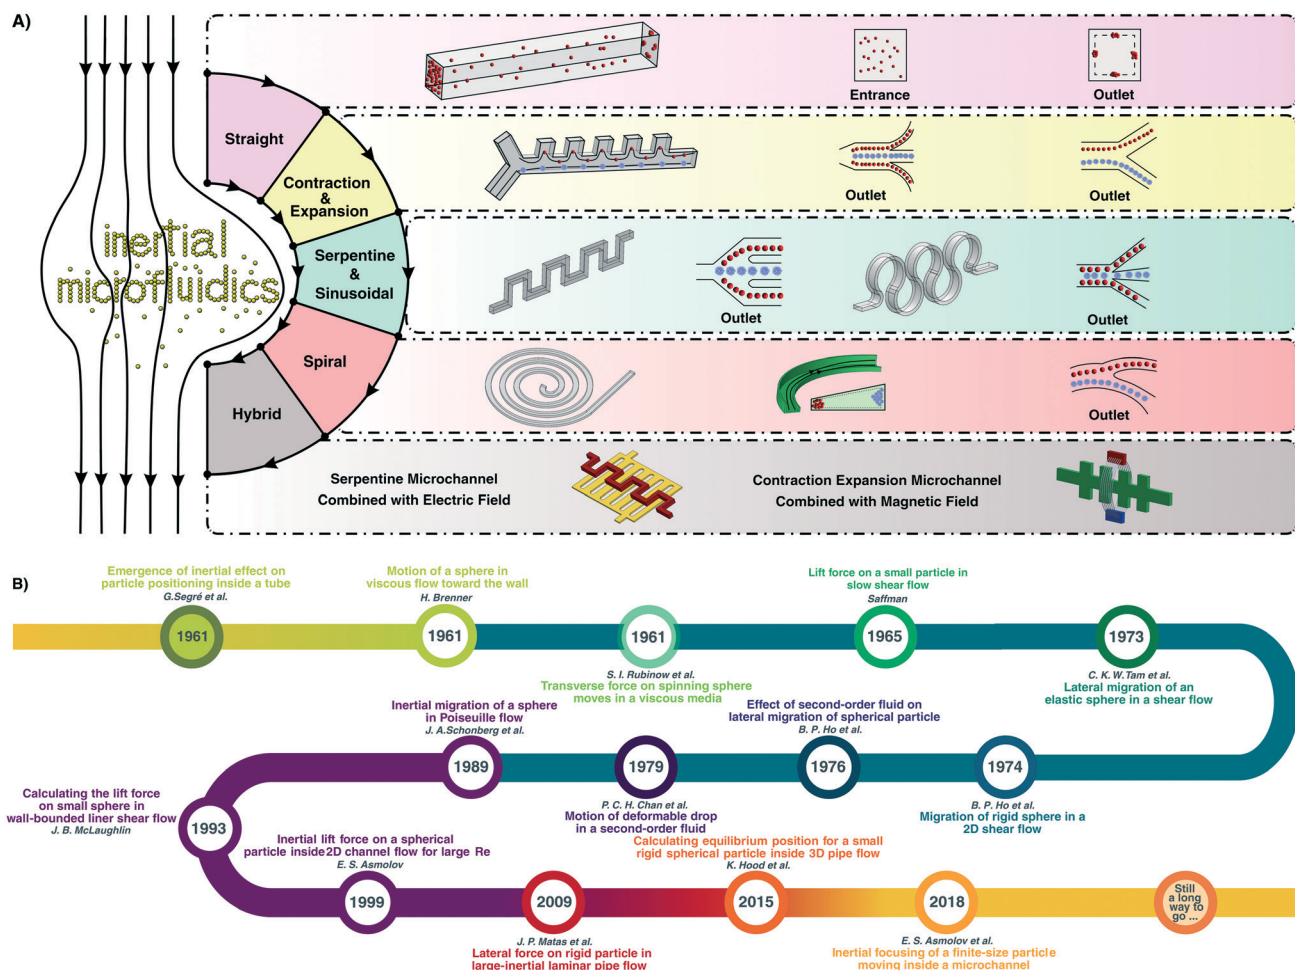 A)
inertial
microfluidics
Straight
Contraction
&
Expansion
Serpentine
&
Sinusoidal
Spiral
Hybrid
Entrance
Outlet
Outlet
Outlet
Outlet
Outlet
Outlet
Serpentine Microchannel
Combined with Electric Field
Contraction Expansion Microchannel
Combined with Magnetic Field
B)
Emergence of inertial effect on
particle positioning inside a tube
G.Segré et al.
1961
Motion of a sphere in
viscous flow toward the wall
H. Brenner
1961
1961
S. I. Rubinow et al.
Transverse force on spinning sphere
moves in a viscous media
Lift force on a small particle in
slow shear flow
Saffman
1965
1973
C. K. W. Tam et al.
Lateral migration of an
elastic sphere in a shear flow
1974
B. P. Ho et al.
Migration of rigid sphere in a
2D shear flow
Effect of second-order fluid on
lateral migration of spherical particle
B. P. Ho et al.
1976
1979
P. C. H. Chan et al.
Motion of deformable drop
in a second-order fluid
Inertial migration of a sphere
in Poiseuille flow
J. A.Schonberg et al.
1989
Calculating the lift force
on small sphere in
wall-bounded liner shear flow
J. B. McLaughlin
1993
Inertial lift force on a spherical
particle inside2D channel flow for large Re
E. S. Asmolov
1999
2009
J. P. Matas et al.
Lateral force on rigid particle in
large-inertial laminar pipe flow
Calculating equilibrium position for a small
rigid spherical particle inside 3D pipe flow
K. Hood et al.
2015
2018
E. S. Asmolov et al.
Inertial focusing of a finite-size particle
moving inside a microchannel
Still
a long
way to
go ...